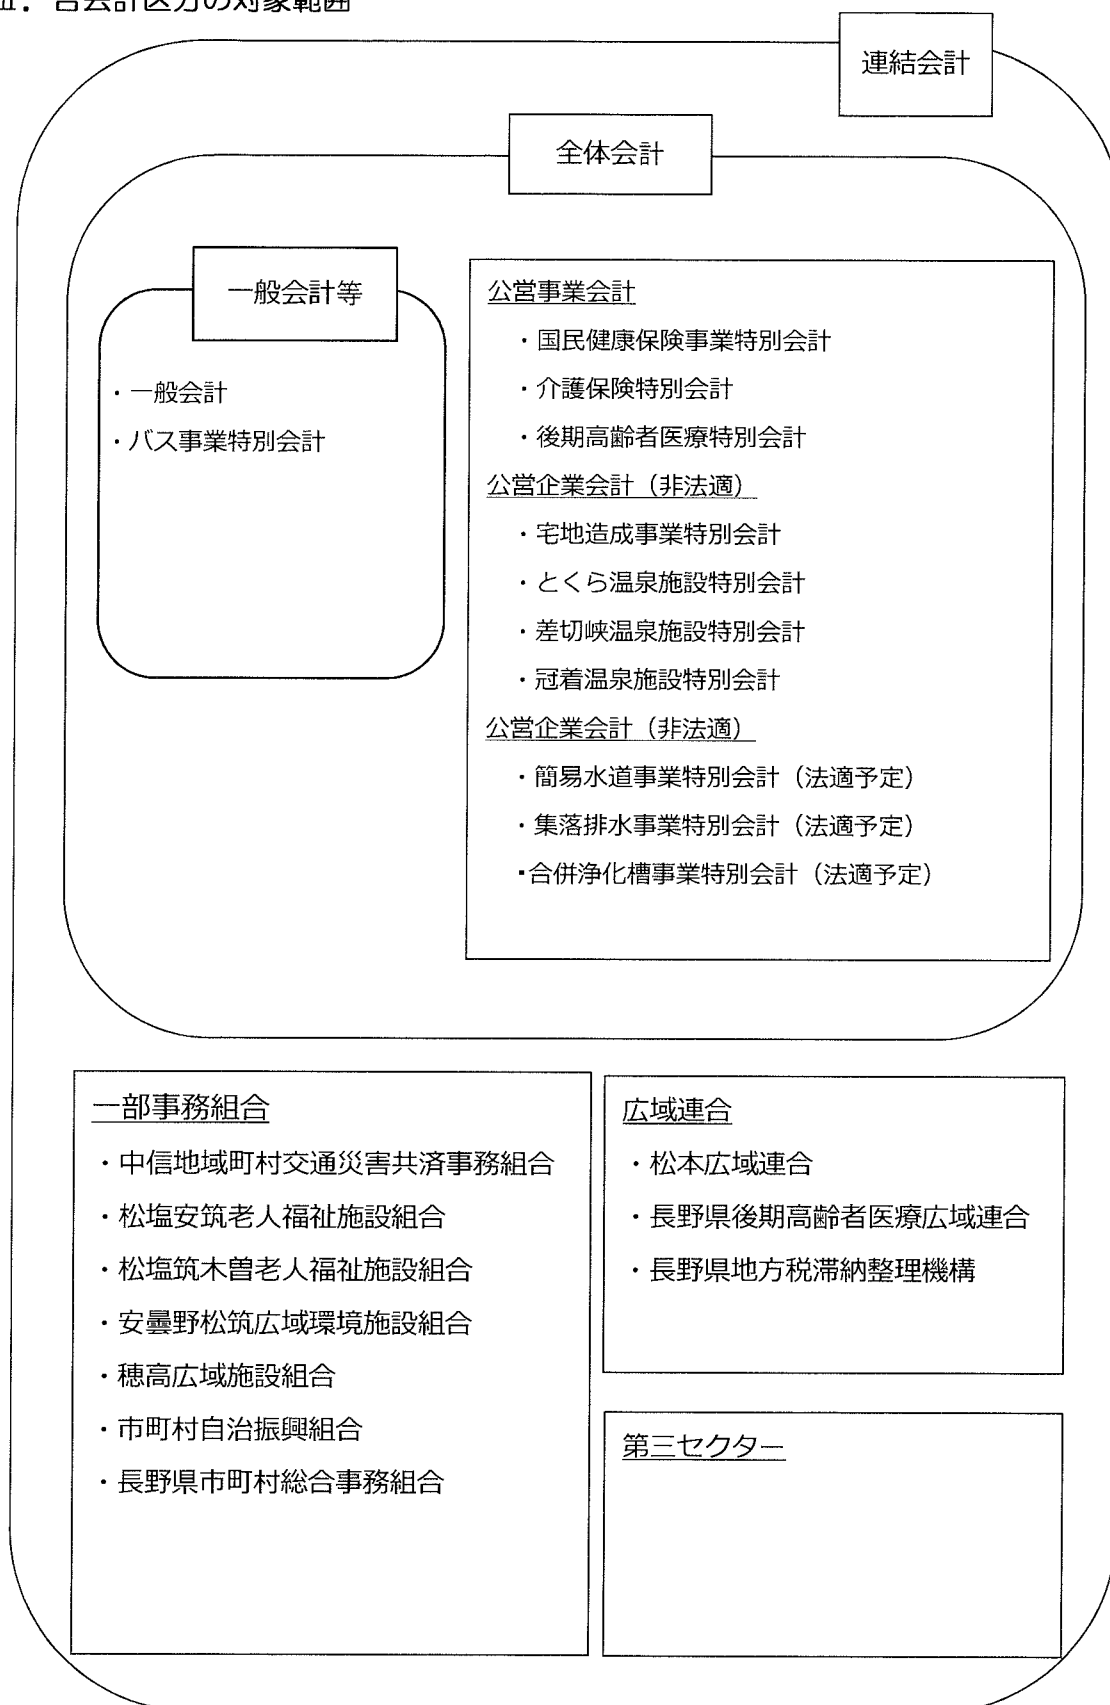 会計区分の対象範囲
連結会計
全体会計
一般会計等
・一般会計
・バス事業特別会計
公営事業会計
・国民健康保険事業特別会計
・介護保険特別会計
・後期高齢者医療特別会計
公営企業会計（非法適）
・宅地造成事業特別会計
・とくら温泉施設特別会計
・差切峡温泉施設特別会計
・冠着温泉施設特別会計
公営企業会計（非法適）
・簡易水道事業特別会計（法適予定）
・集落排水事業特別会計（法適予定）
・合併浄化槽事業特別会計（法適予定）
一部事務組合
・中信地域町村交通災害共済事務組合
・松塩安筑老人福祉施設組合
・松塩筑木曽老人福祉施設組合
・安曇野松筑広域環境施設組合
・穂高広域施設組合
・市町村自治振興組合
・長野県市町村総合事務組合
広域連合
・松本広域連合
・長野県後期高齢者医療広域連合
・長野県地方税滞納整理機構
第三セクター